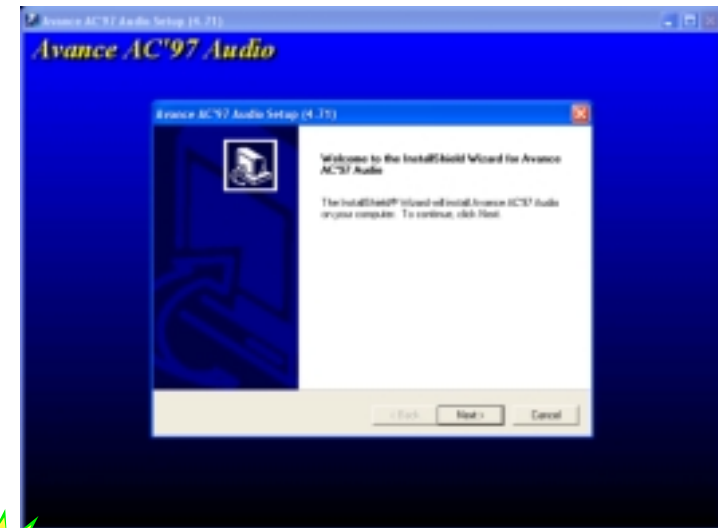 Avance AC'97 Audio Setup (4.71)
Avance AC'97 Audio
Avance AC'97 Audio Setup (4.71)
Welcome to the InstallShield Wizard for Avance
AC'97 Audio
The InstallShield® Wizard will install Avance AC'97 Audio
on your computer. To continue, click Next.
< Back
Next >
Cancel